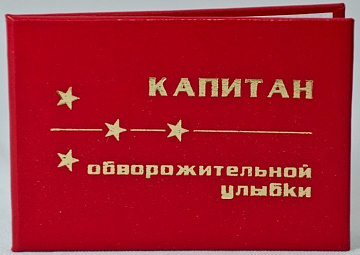 КАПИТАН
обворожительной
улыбки